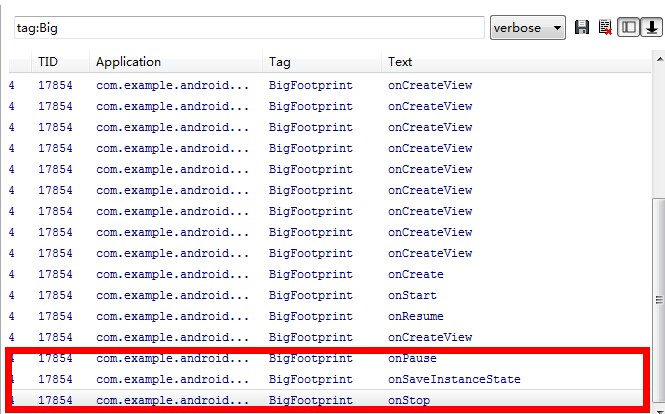 tag:Big verbose
TID Application Tag Text
4 17854 com.example.android... BigFootprint onCreateView
4 17854 com.example.android... BigFootprint onCreateView
4 17854 com.example.android... BigFootprint onCreateView
4 17854 com.example.android... BigFootprint onCreateView
4 17854 com.example.android... BigFootprint onCreateView
4 17854 com.example.android... BigFootprint onCreateView
4 17854 com.example.android... BigFootprint onCreateView
4 17854 com.example.android... BigFootprint onCreateView
4 17854 com.example.android... BigFootprint onCreateView
4 17854 com.example.android... BigFootprint onCreate
4 17854 com.example.android... BigFootprint onStart
4 17854 com.example.android... BigFootprint onResume
4 17854 com.example.android... BigFootprint onCreateView
4 17854 com.example.android... BigFootprint onPause
4 17854 com.example.android... BigFootprint onSaveInstanceState
4 17854 com.example.android... BigFootprint onStop